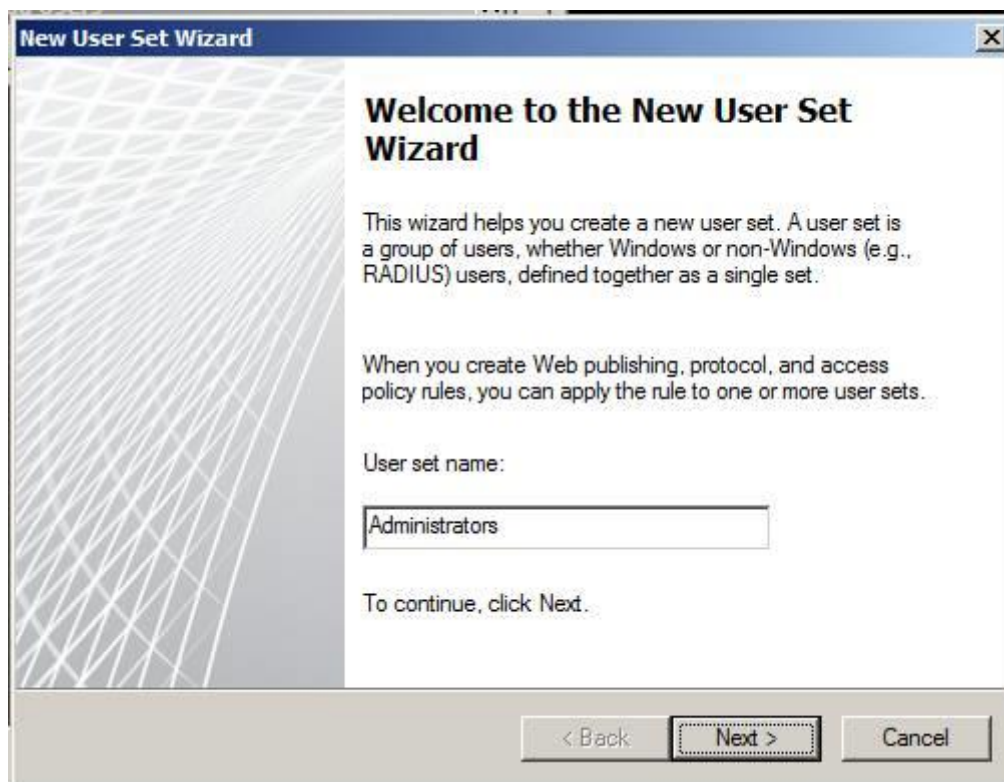 New User Set Wizard
Welcome to the New User Set
Wizard
This wizard helps you create a new user set. A user set is
a group of users, whether Windows or non-Windows (e.g.,
RADIUS) users, defined together as a single set.
When you create Web publishing, protocol, and access
policy rules, you can apply the rule to one or more user sets.
User set name:
Administrators
To continue, click Next.
< Back
Next >
Cancel